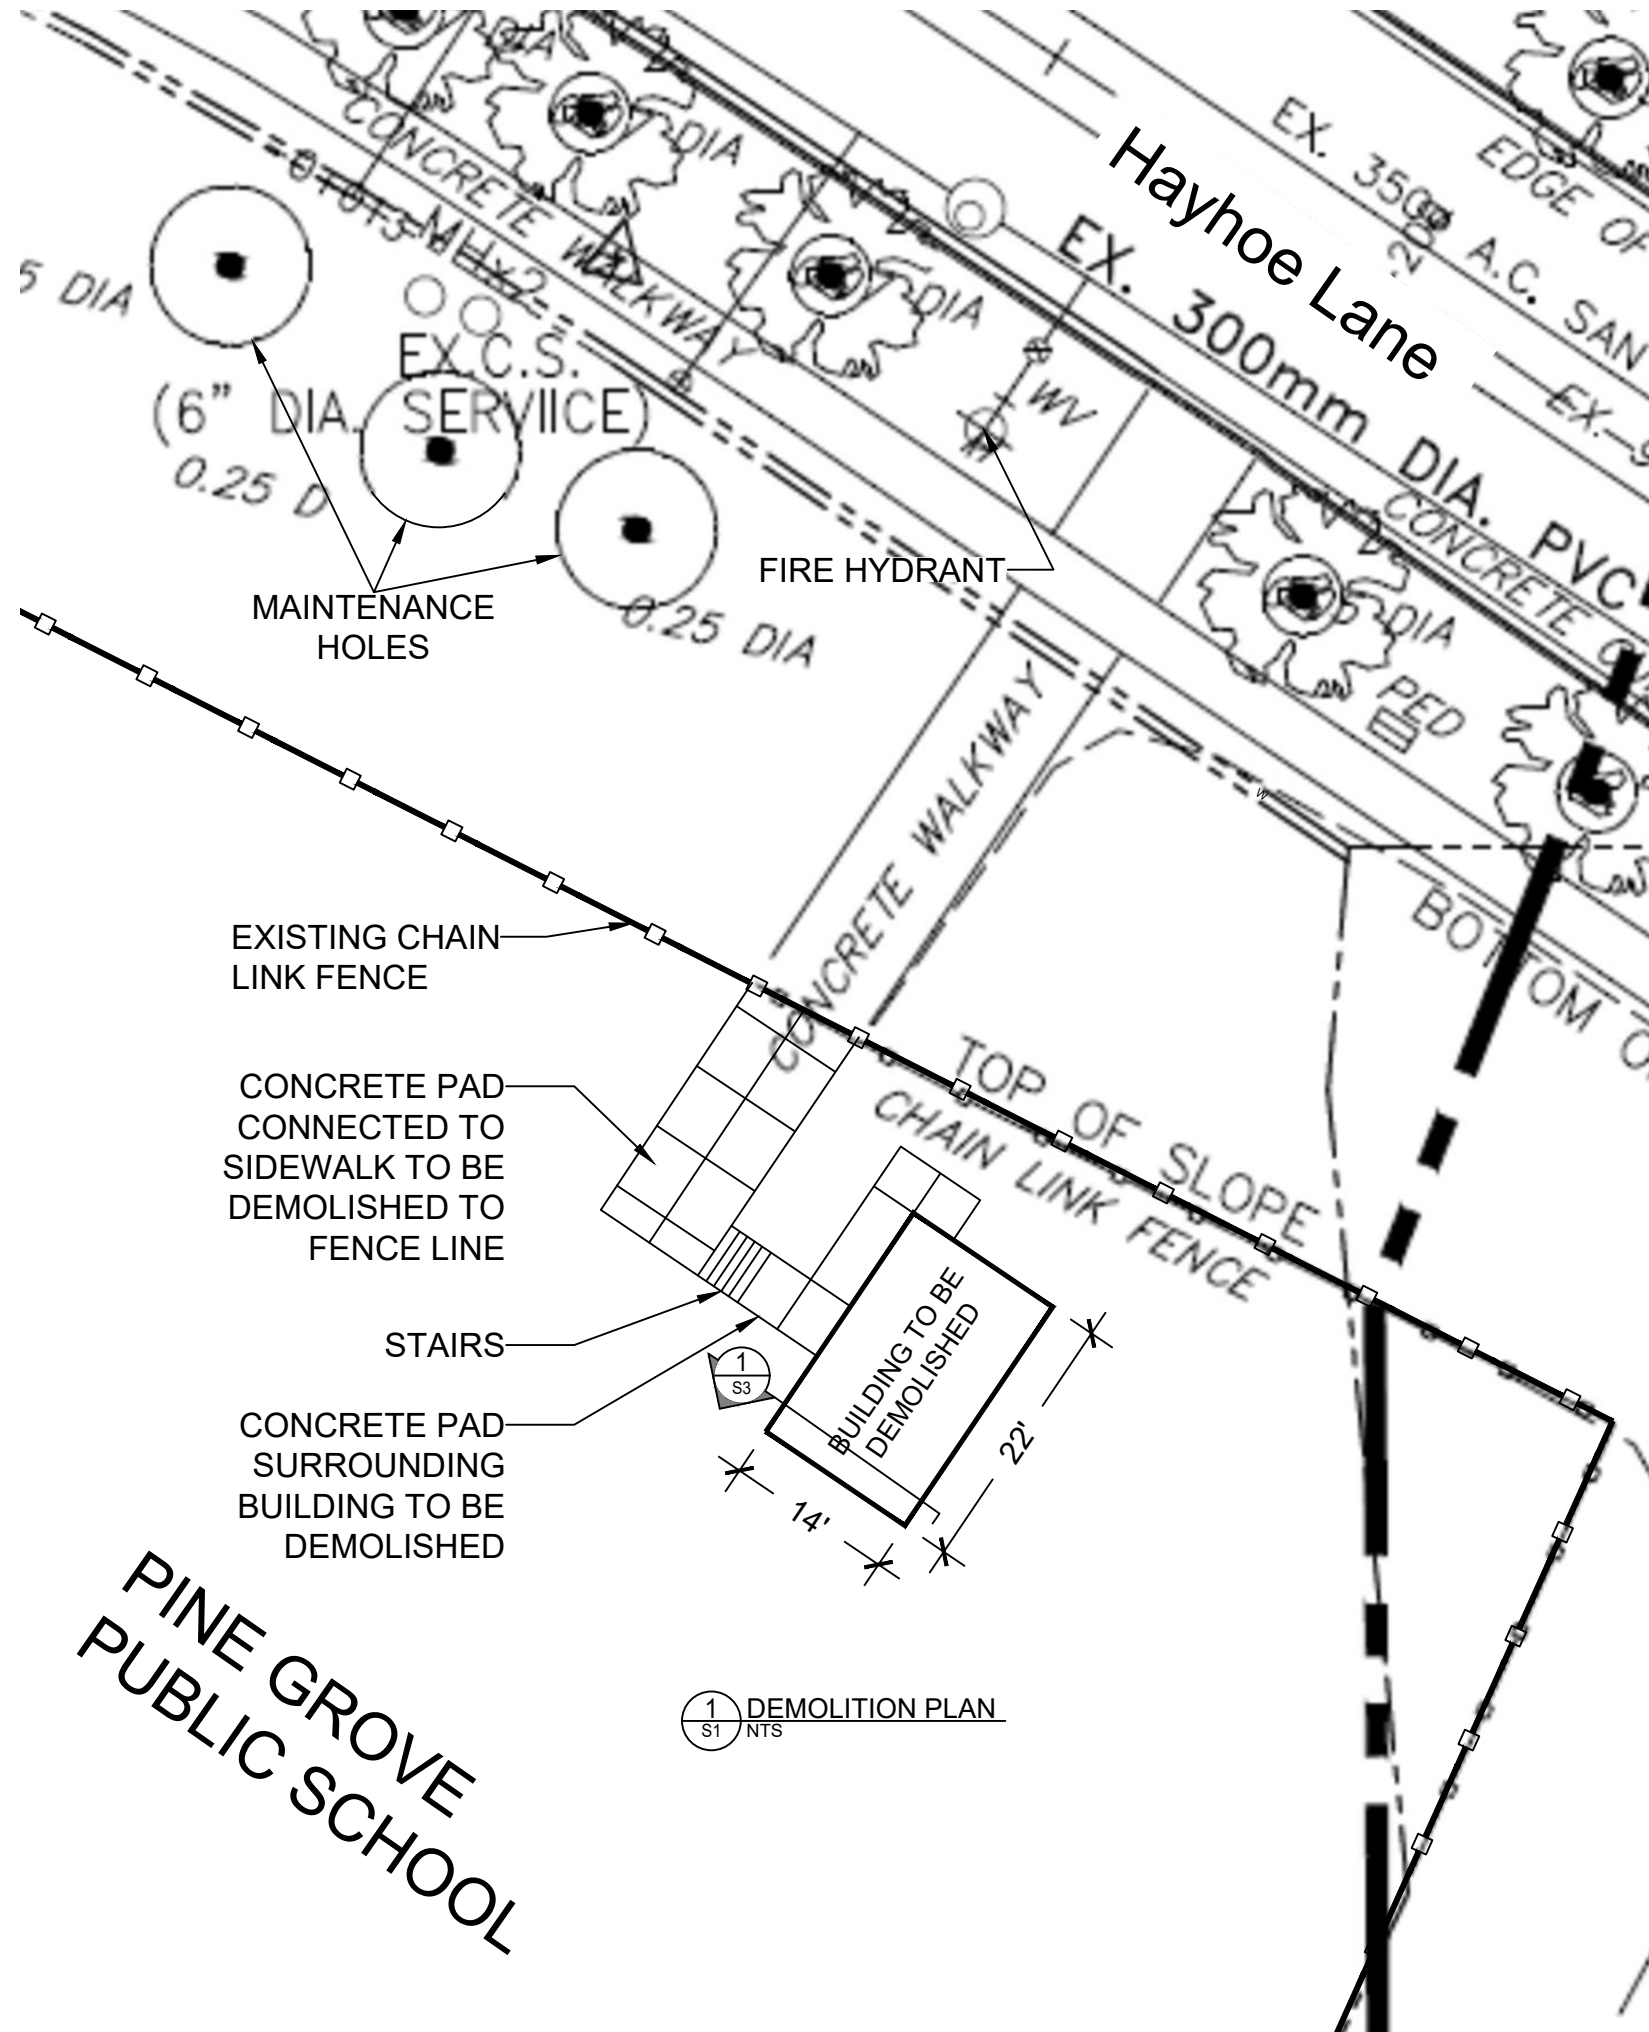 DIA
DIA
CONCRETE WALKWAY
MHx2
5 DIA
EX.C.S.
(6" DIA. SERVIICE)
0.25 D
0.25 DIA
DIA
WV
Hayhoe Lane
EX. 350ø A.C. SAN
EDGE OF
EX. 300mm DIA. PVC
EX.
CONCRETE
DIA
PED
FIRE HYDRANT
MAINTENANCE
HOLES
CONCRETE WALKWAY
W
EXISTING CHAIN
LINK FENCE
BOTTOM O
TOP OF SLOPE
CHAIN LINK FENCE
CONCRETE PAD
CONNECTED TO
SIDEWALK TO BE
DEMOLISHED TO
FENCE LINE
STAIRS
1
S3
BUILDING TO BE
DEMOLISHED
22'
14'
CONCRETE PAD
SURROUNDING
BUILDING TO BE
DEMOLISHED
PINE GROVE
PUBLIC SCHOOL
1
S1
DEMOLITION PLAN
NTS